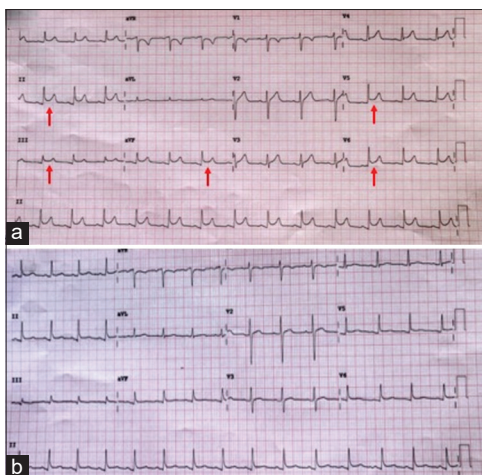 aVR V1 V4
II aVL V2 V5
III aVF V3 V6
II
a
aVR
II aVL V2 V5
III aVF V3 V6
II
b